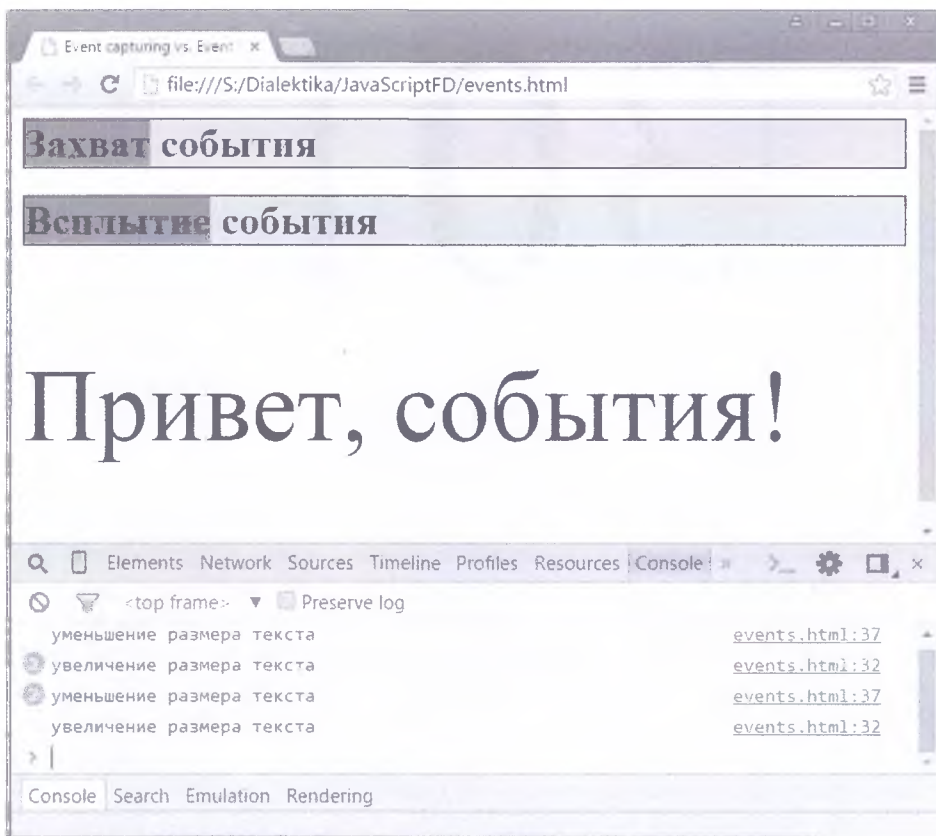 Event capturing vs. Event
file:///S:/Dialektika/JavaScriptFD/events.html
Захват события
Всплытие события
Привет, события!
Elements Network Sources Timeline Profiles Resources Console »
<top frame> ▼ Preserve log
уменьшение размера текста events.html:37
увеличение размера текста events.html:32
уменьшение размера текста events.html:37
увеличение размера текста events.html:32
>
Console Search Emulation Rendering